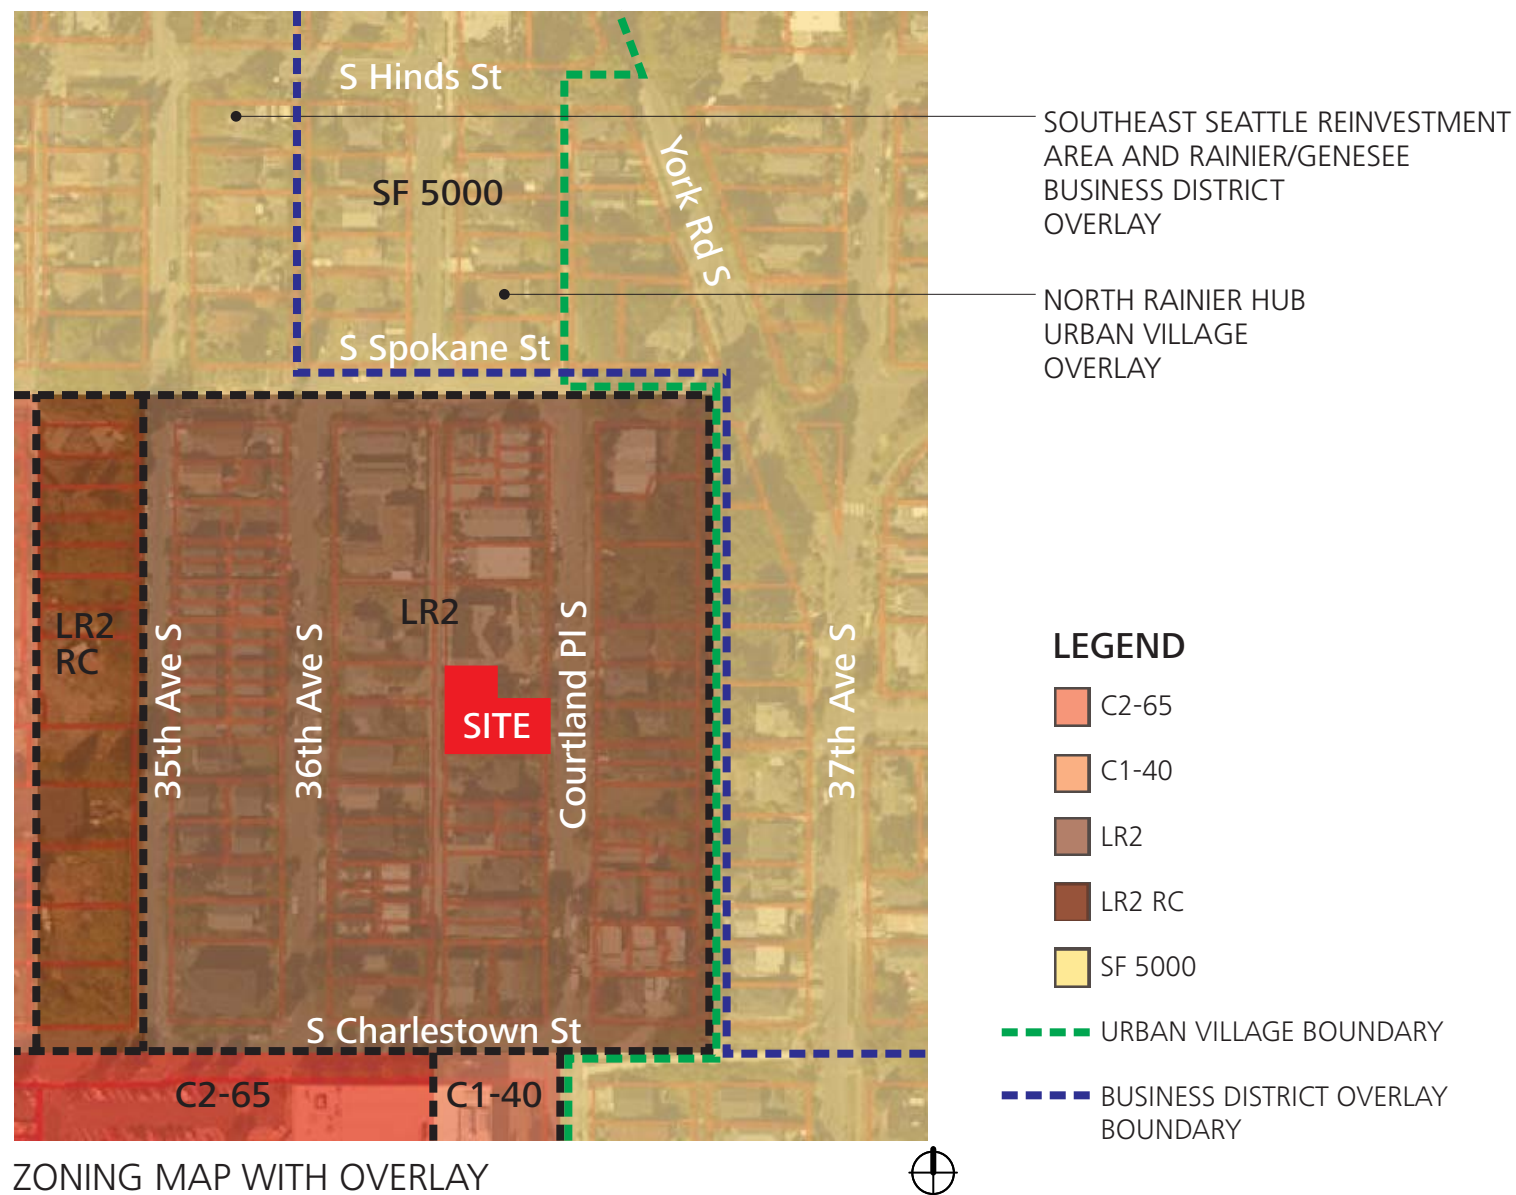 S Hinds St
SF 5000
York Rd S
S Spokane St
LR2
RC
LR2
SITE
35th Ave S
36th Ave S
Courtland Pl S
37th Ave S
S Charlestown St
C2-65
C1-40
SOUTHEAST SEATTLE REINVESTMENT
AREA AND RAINIER/GENESEE
BUSINESS DISTRICT
OVERLAY
NORTH RAINIER HUB
URBAN VILLAGE
OVERLAY
LEGEND
C2-65
C1-40
LR2
LR2 RC
SF 5000
URBAN VILLAGE BOUNDARY
BUSINESS DISTRICT OVERLAY
BOUNDARY
ZONING MAP WITH OVERLAY